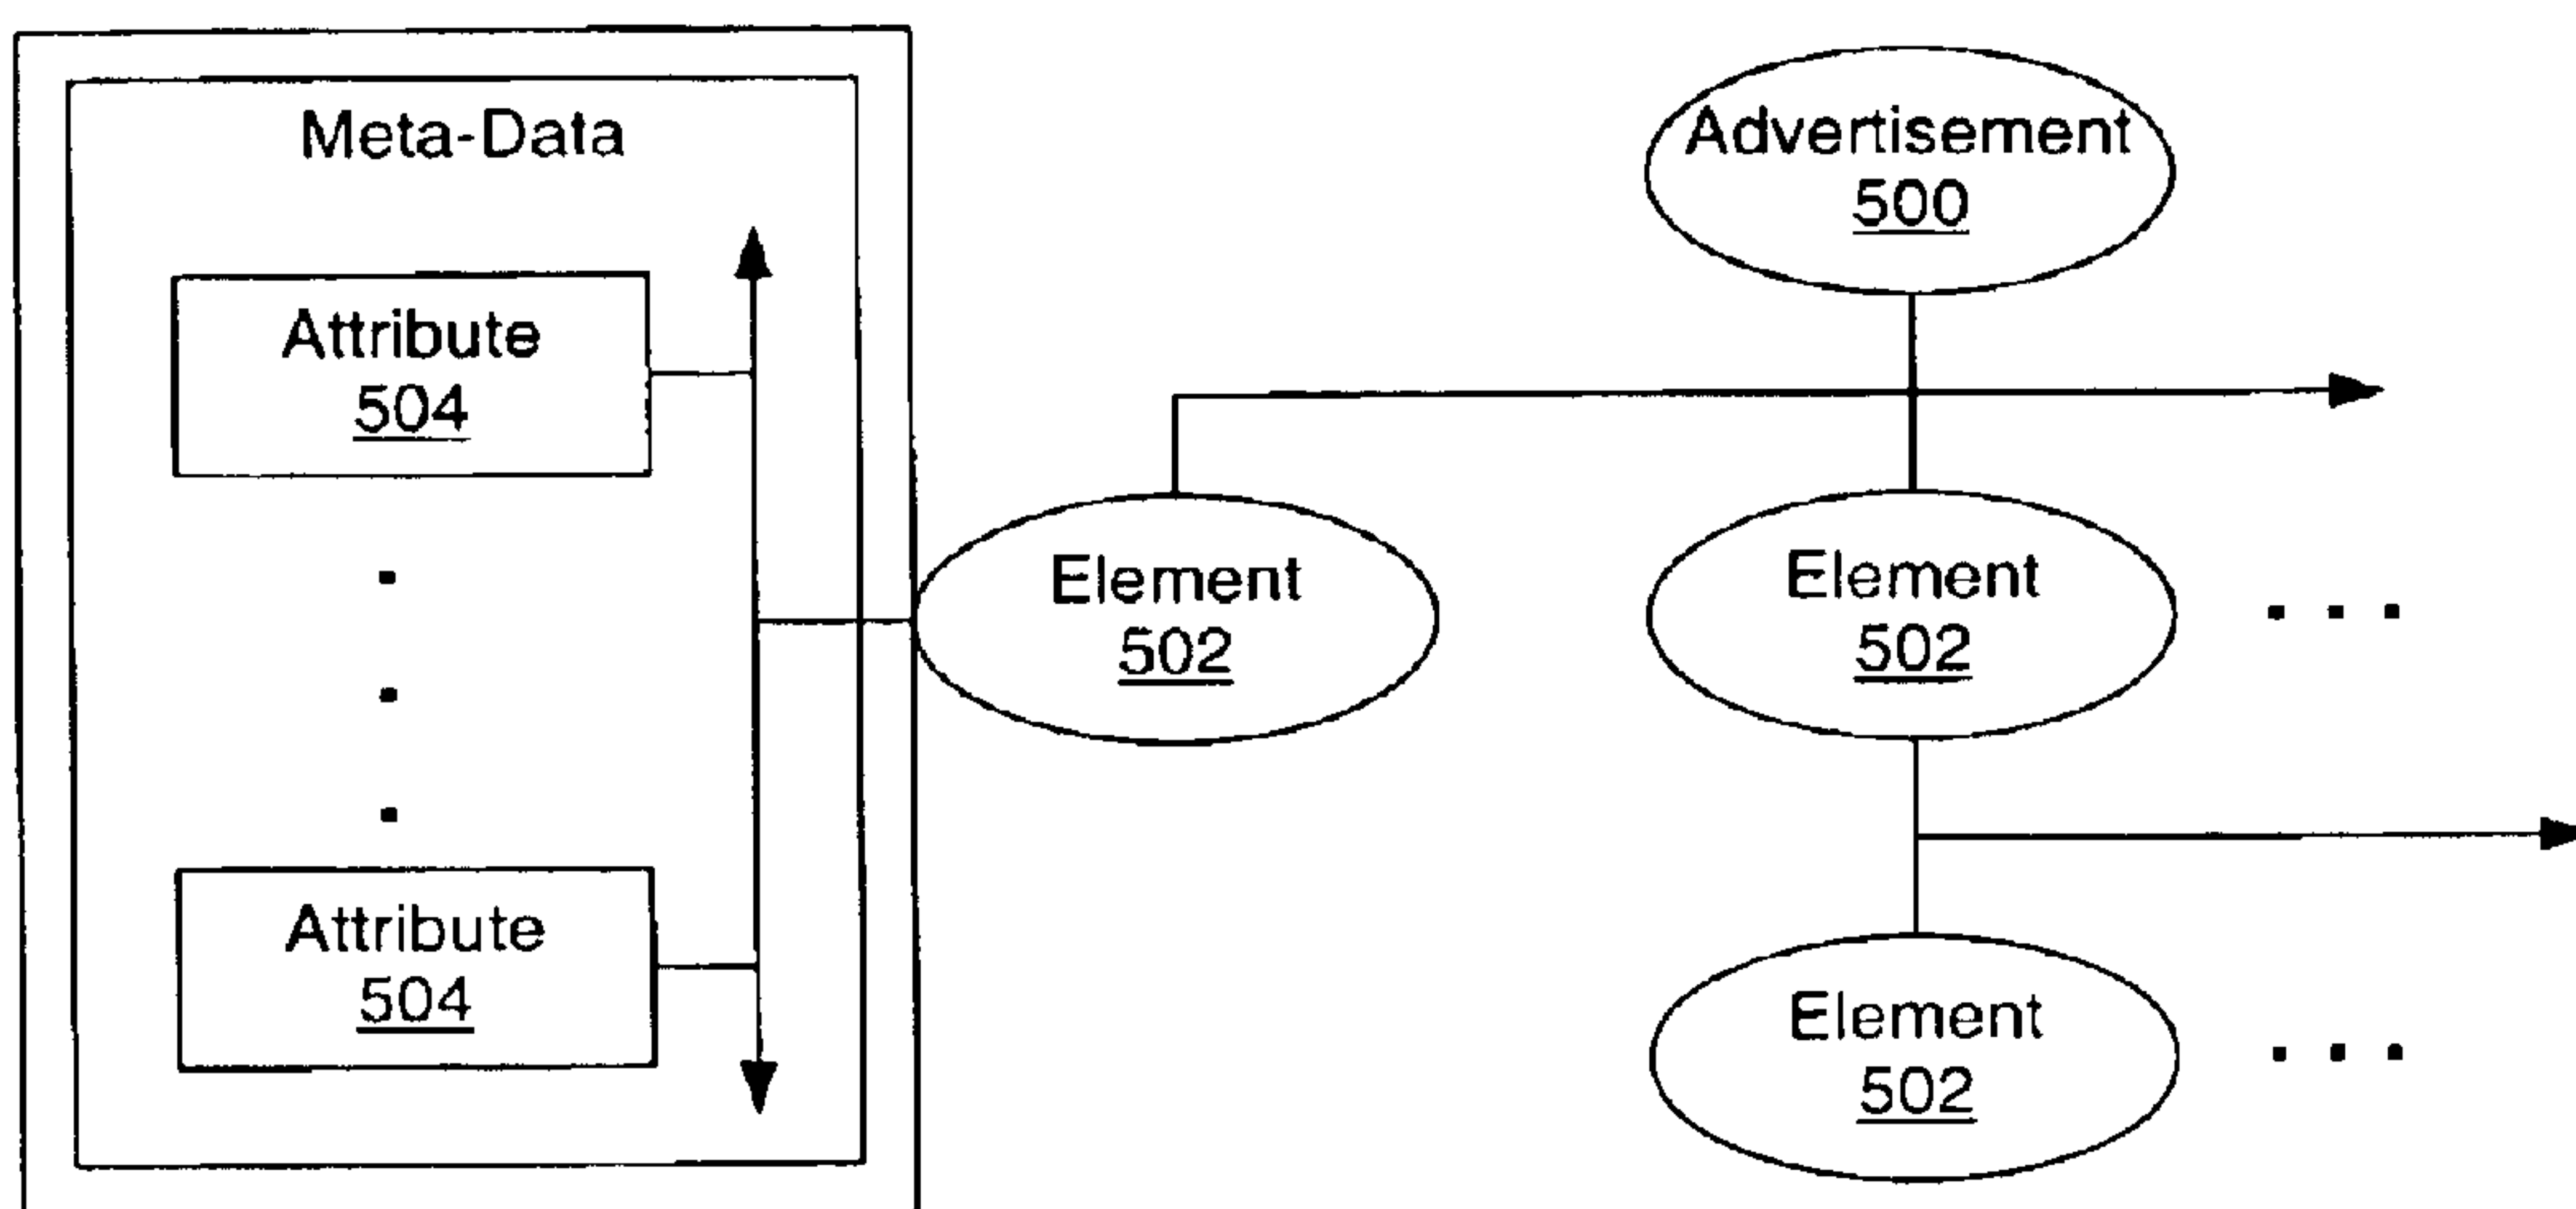 Meta-Data
Attribute
504
Attribute
504
Advertisement
500
Element
502
Element
502
Element
502